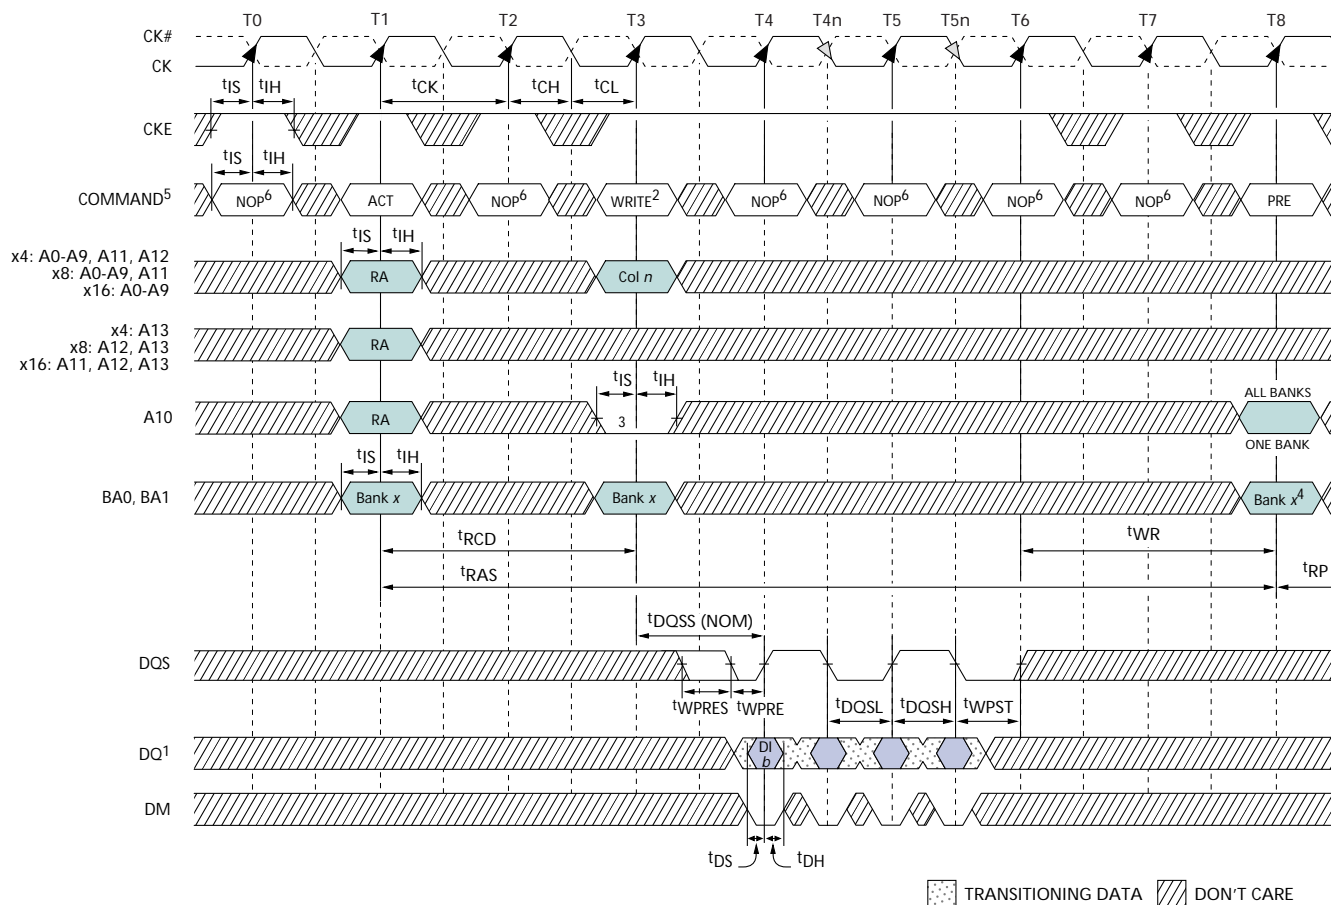 T0 T1 T2 T3 T4 T4n T5 T5n T6 T7 T8
CK#
CK
tIS tIH tCK tCH tCL
CKE
tIS tIH
COMMAND5 NOP6 ACT NOP6 WRITE2 NOP6 NOP6 NOP6 NOP6 PRE
tIS tIH
x4: A0-A9, A11, A12
x8: A0-A9, A11
x16: A0-A9
RA Col n
x4: A13
x8: A12, A13
x16: A11, A12, A13
RA
tIS tIH
ALL BANKS
A10 RA 3
ONE BANK
tIS tIH
BA0, BA1 Bank x Bank x Bank x4
tRCD tWR
tRAS tRP
tDQSS (NOM)
DQS
tWPRES tWPRE tDQSL tDQSH tWPST
DQ1 DI
b
DM
tDS tDH
TRANSITIONING DATA DON'T CARE